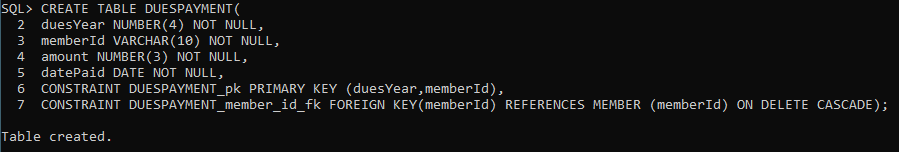 SQL> CREATE TABLE DUESPAYMENT(
  2  duesYear NUMBER(4) NOT NULL,
  3  memberId VARCHAR(10) NOT NULL,
  4  amount NUMBER(3) NOT NULL,
  5  datePaid DATE NOT NULL,
  6  CONSTRAINT DUESPAYMENT_pk PRIMARY KEY (duesYear,memberId),
  7  CONSTRAINT DUESPAYMENT_member_id_fk FOREIGN KEY(memberId) REFERENCES MEMBER (memberId) ON DELETE CASCADE);
Table created.